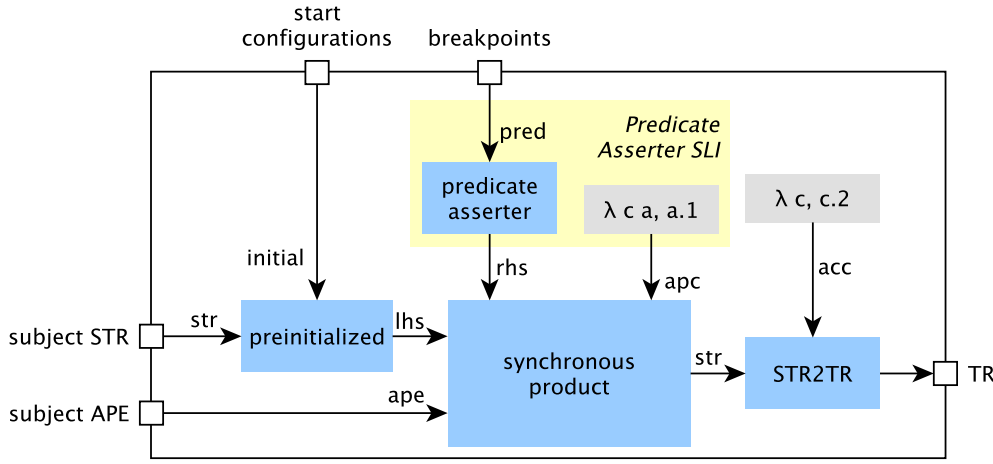 start
configurations
breakpoints
Predicate
Asserter SLI
pred
predicate
asserter
λ c a, a.1
λ c, c.2
initial
rhs
apc
acc
subject STR
str
preinitialized
lhs
synchronous
product
str
STR2TR
TR
subject APE
ape